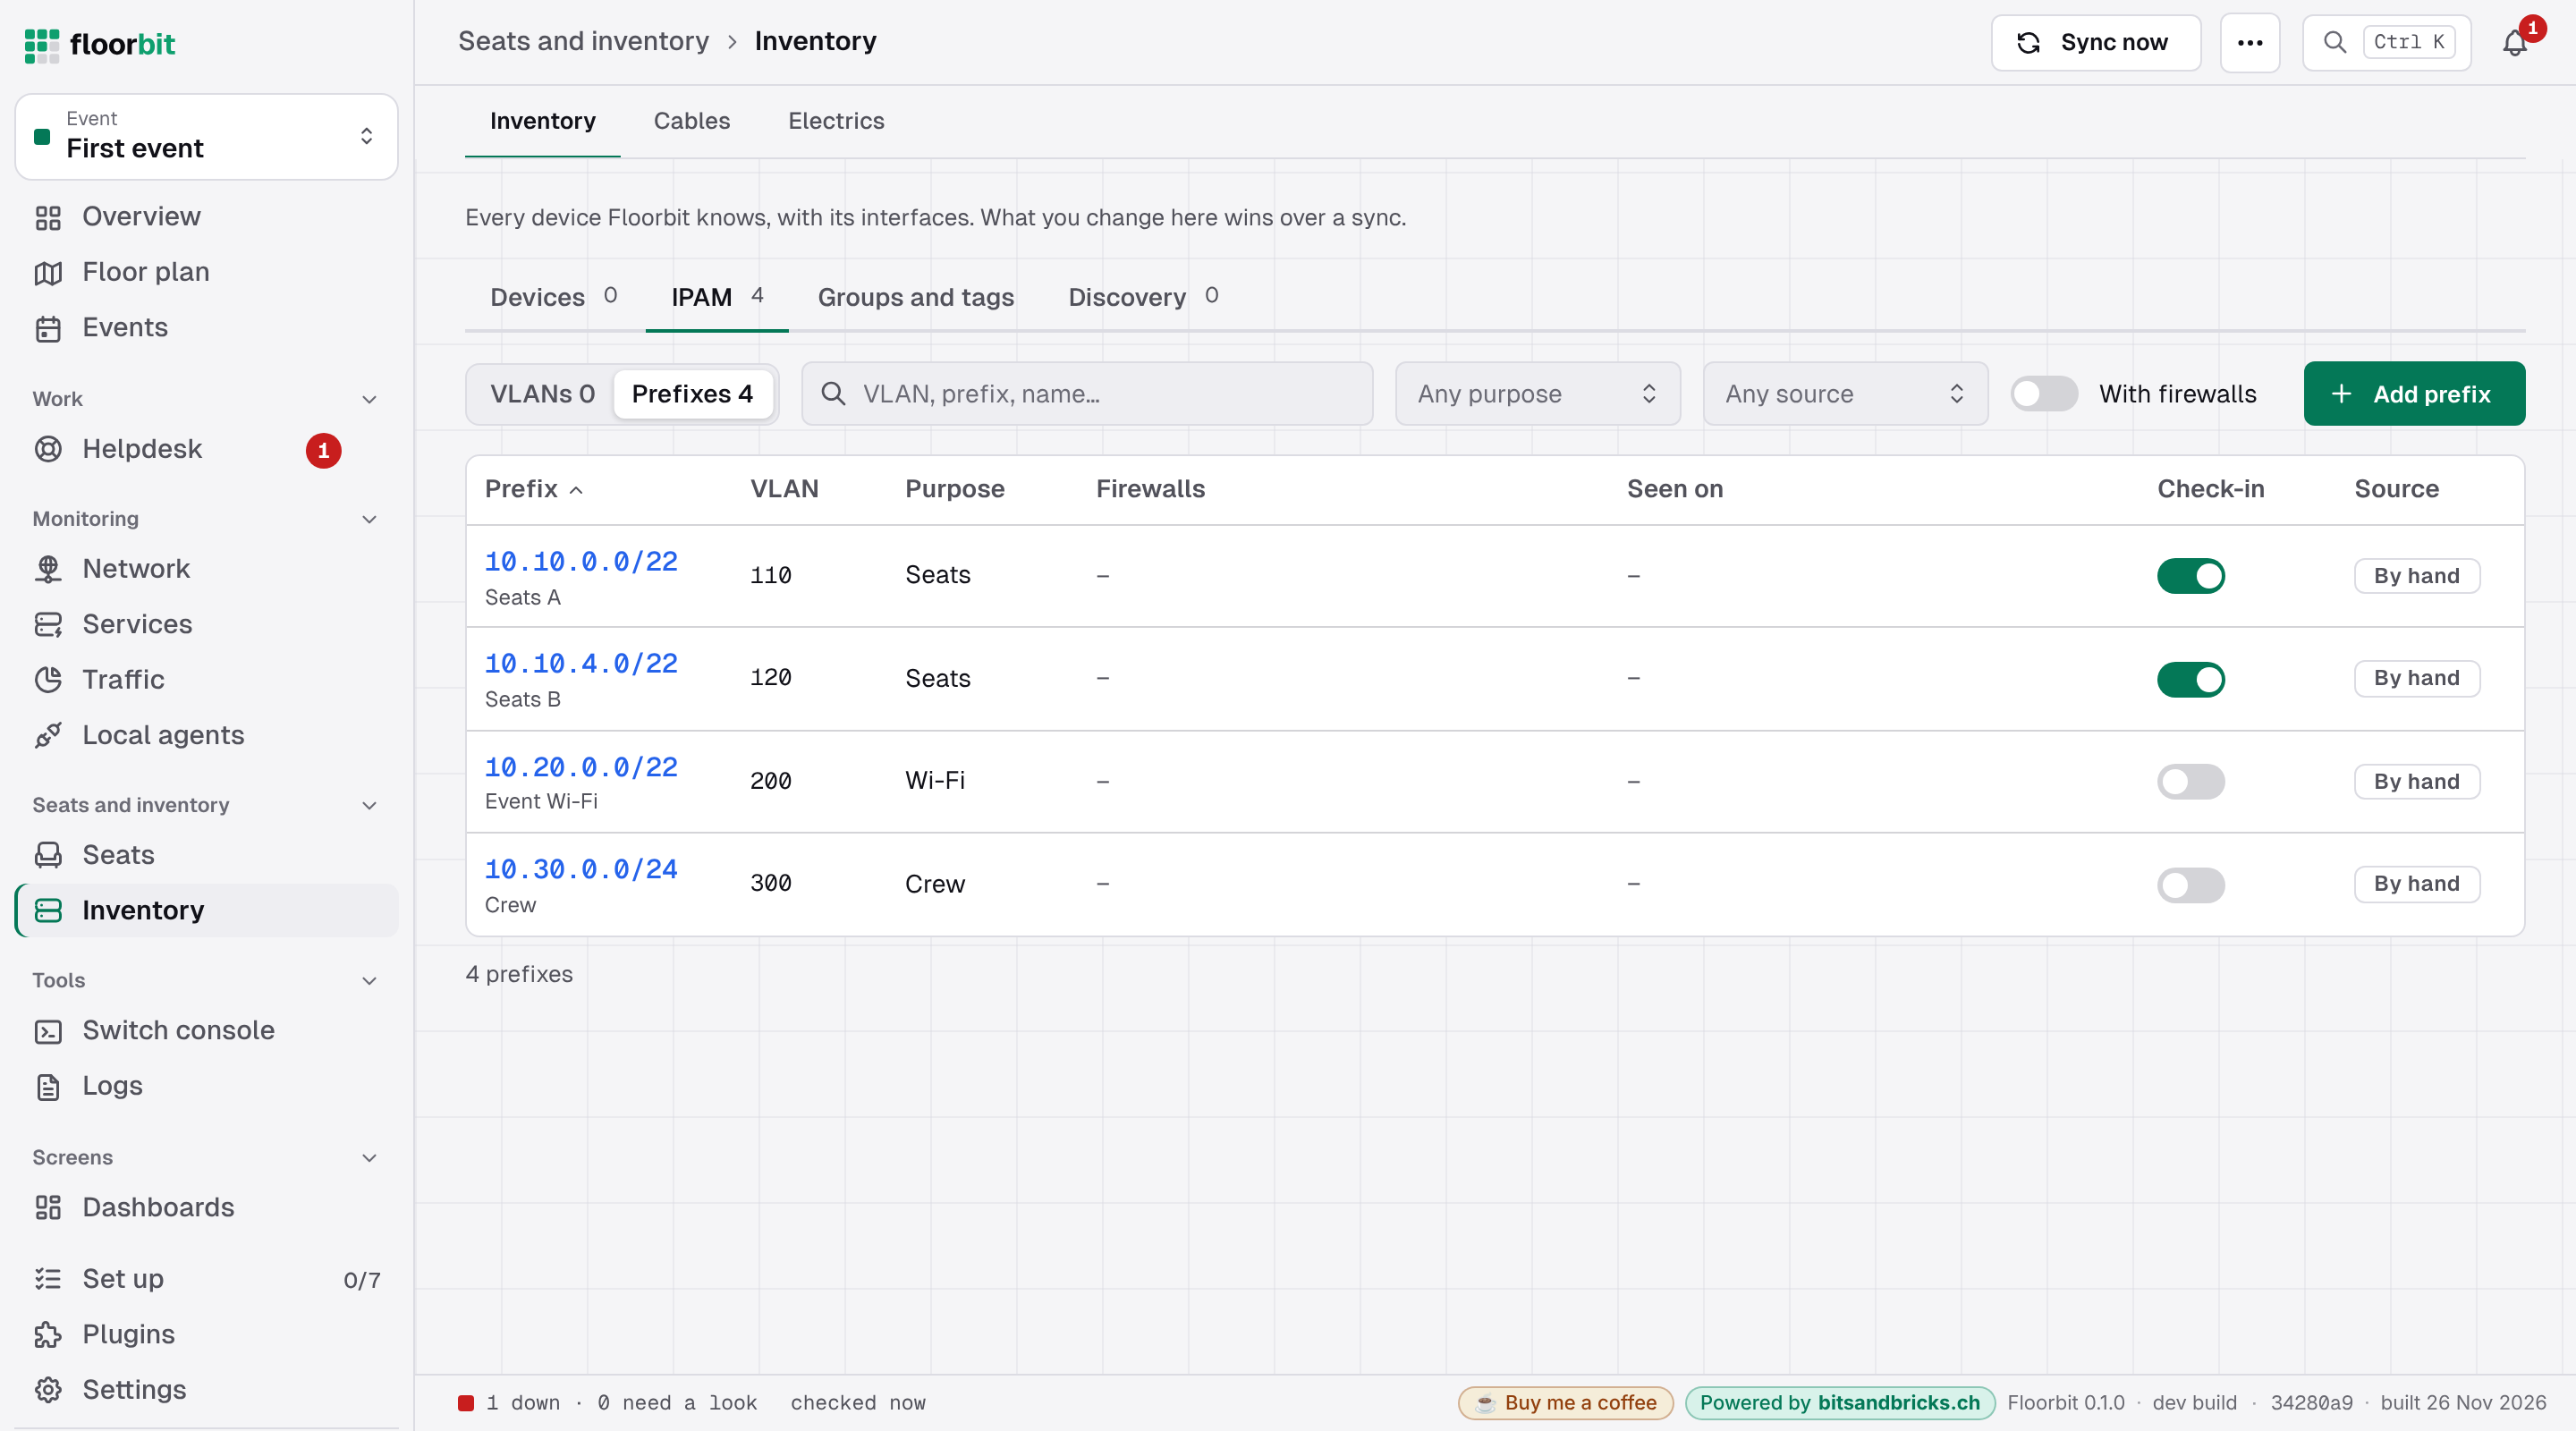 floorbit
Event
First event
Overview
Floor plan
Events
Work
Helpdesk 1
Monitoring
Network
Services
Traffic
Local agents
Seats and inventory
Seats
Inventory
Tools
Switch console
Logs
Screens
Dashboards
Set up 0/7
Plugins
Settings
Seats and inventory > Inventory
Sync now
Ctrl K
1
Inventory Cables Electrics
Every device Floorbit knows, with its interfaces. What you change here wins over a sync.
Devices 0 IPAM 4 Groups and tags Discovery 0
VLANs 0 Prefixes 4 VLAN, prefix, name... Any purpose Any source With firewalls + Add prefix
Prefix VLAN Purpose Firewalls Seen on Check-in Source
10.10.0.0/22 110 Seats – – By hand
Seats A
10.10.4.0/22 120 Seats – – By hand
Seats B
10.20.0.0/22 200 Wi-Fi – – By hand
Event Wi-Fi
10.30.0.0/24 300 Crew – – By hand
Crew
4 prefixes
1 down · 0 need a look checked now
Buy me a coffee Powered by bitsandbricks.ch Floorbit 0.1.0 · dev build · 34280a9 · built 26 Nov 2026